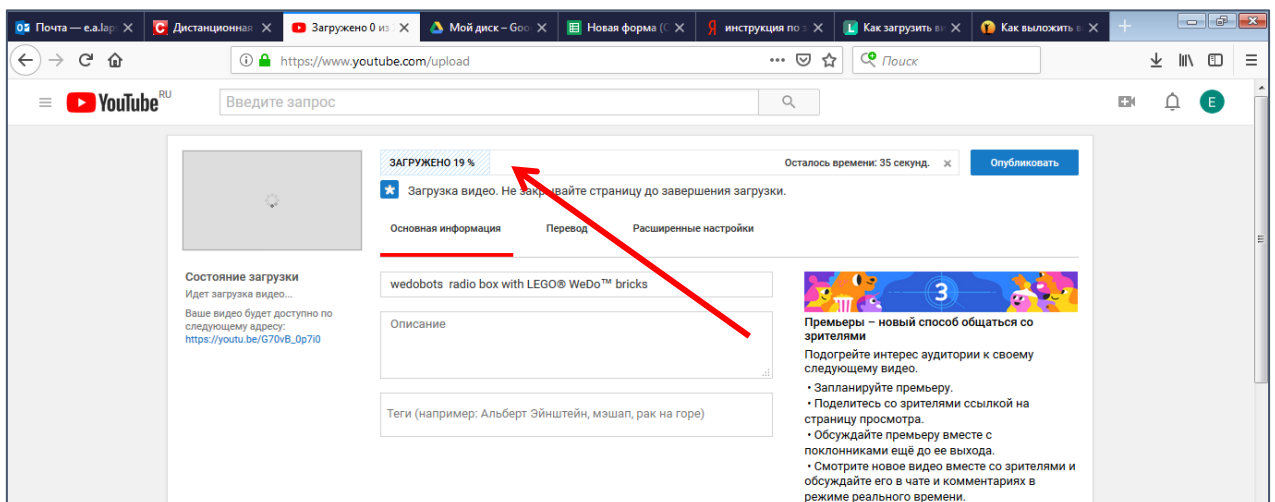 Почта — e.a.lap
Дистанционная
Загружено 0 из
Мой диск – Goo
Новая форма (С
инструкция по з
Как загрузить ви
Как выложить в
https://www.youtube.com/upload
Поиск
YouTube RU
Введите запрос
E
ЗАГРУЖЕНО 19 %
Осталось времени: 35 секунд.
Опубликовать
Загрузка видео. Не закрывайте страницу до завершения загрузки.
Основная информация
Перевод
Расширенные настройки
Состояние загрузки
Идет загрузка видео...
Ваше видео будет доступно по
следующему адресу:
https://youtu.be/G70vB_0p7i0
wedobots radio box with LEGO® WeDo™ bricks
Описание
Теги (например: Альберт Эйнштейн, мэшап, рак на горе)
3
Премьеры – новый способ общаться со
зрителями
Подогрейте интерес аудитории к своему
следующему видео.
• Запланируйте премьеру.
• Поделитесь со зрителями ссылкой на
страницу просмотра.
• Обсуждайте премьеру вместе с
поклонниками ещё до ее выхода.
• Смотрите новое видео вместе со зрителями и
обсуждайте его в чате и комментариях в
режиме реального времени.